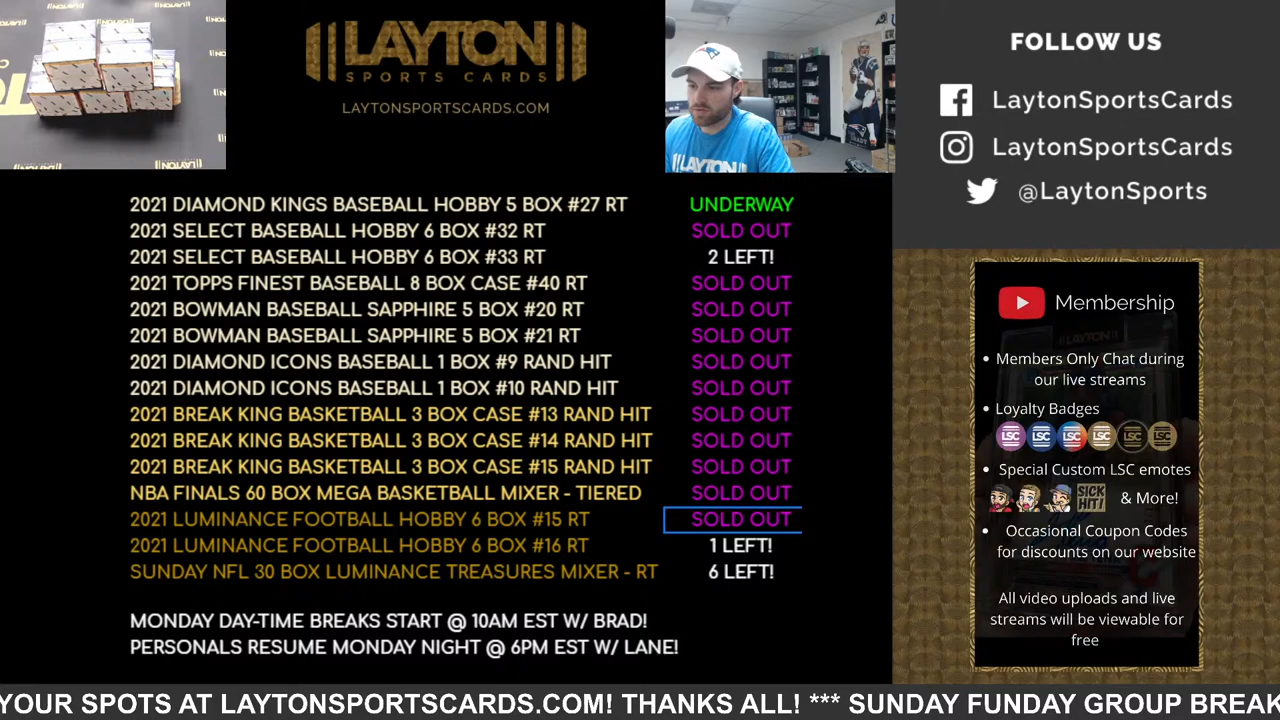 LAYTON
SPORTS CARDS
LAYTONSPORTSCARDS.COM
LAYTON
BRADY
FOLLOW US
LaytonSportsCards
LaytonSportsCards
@LaytonSports
2021 DIAMOND KINGS BASEBALL HOBBY 5 BOX #27 RT UNDERWAY
2021 SELECT BASEBALL HOBBY 6 BOX #32 RT SOLD OUT
2021 SELECT BASEBALL HOBBY 6 BOX #33 RT 2 LEFT!
2021 TOPPS FINEST BASEBALL 8 BOX CASE #40 RT SOLD OUT
2021 BOWMAN BASEBALL SAPPHIRE 5 BOX #20 RT SOLD OUT
2021 BOWMAN BASEBALL SAPPHIRE 5 BOX #21 RT SOLD OUT
2021 DIAMOND ICONS BASEBALL 1 BOX #9 RAND HIT SOLD OUT
2021 DIAMOND ICONS BASEBALL 1 BOX #10 RAND HIT SOLD OUT
2021 BREAK KING BASKETBALL 3 BOX CASE #13 RAND HIT SOLD OUT
2021 BREAK KING BASKETBALL 3 BOX CASE #14 RAND HIT SOLD OUT
2021 BREAK KING BASKETBALL 3 BOX CASE #15 RAND HIT SOLD OUT
NBA FINALS 60 BOX MEGA BASKETBALL MIXER - TIERED SOLD OUT
2021 LUMINANCE FOOTBALL HOBBY 6 BOX #15 RT SOLD OUT
2021 LUMINANCE FOOTBALL HOBBY 6 BOX #16 RT 1 LEFT!
SUNDAY NFL 30 BOX LUMINANCE TREASURES MIXER - RT 6 LEFT!
MONDAY DAY-TIME BREAKS START @ 10AM EST W/ BRAD!
PERSONALS RESUME MONDAY NIGHT @ 6PM EST W/ LANE!
Membership
• Members Only Chat during
our live streams
• Loyalty Badges
LSC LSC LSC LSC LSC LSC
• Special Custom LSC emotes
SICK HIT! & More!
• Occasional Coupon Codes
for discounts on our website
All video uploads and live
streams will be viewable for
free
YOUR SPOTS AT LAYTONSPORTSCARDS.COM! THANKS ALL! *** SUNDAY FUNDAY GROUP BREAK